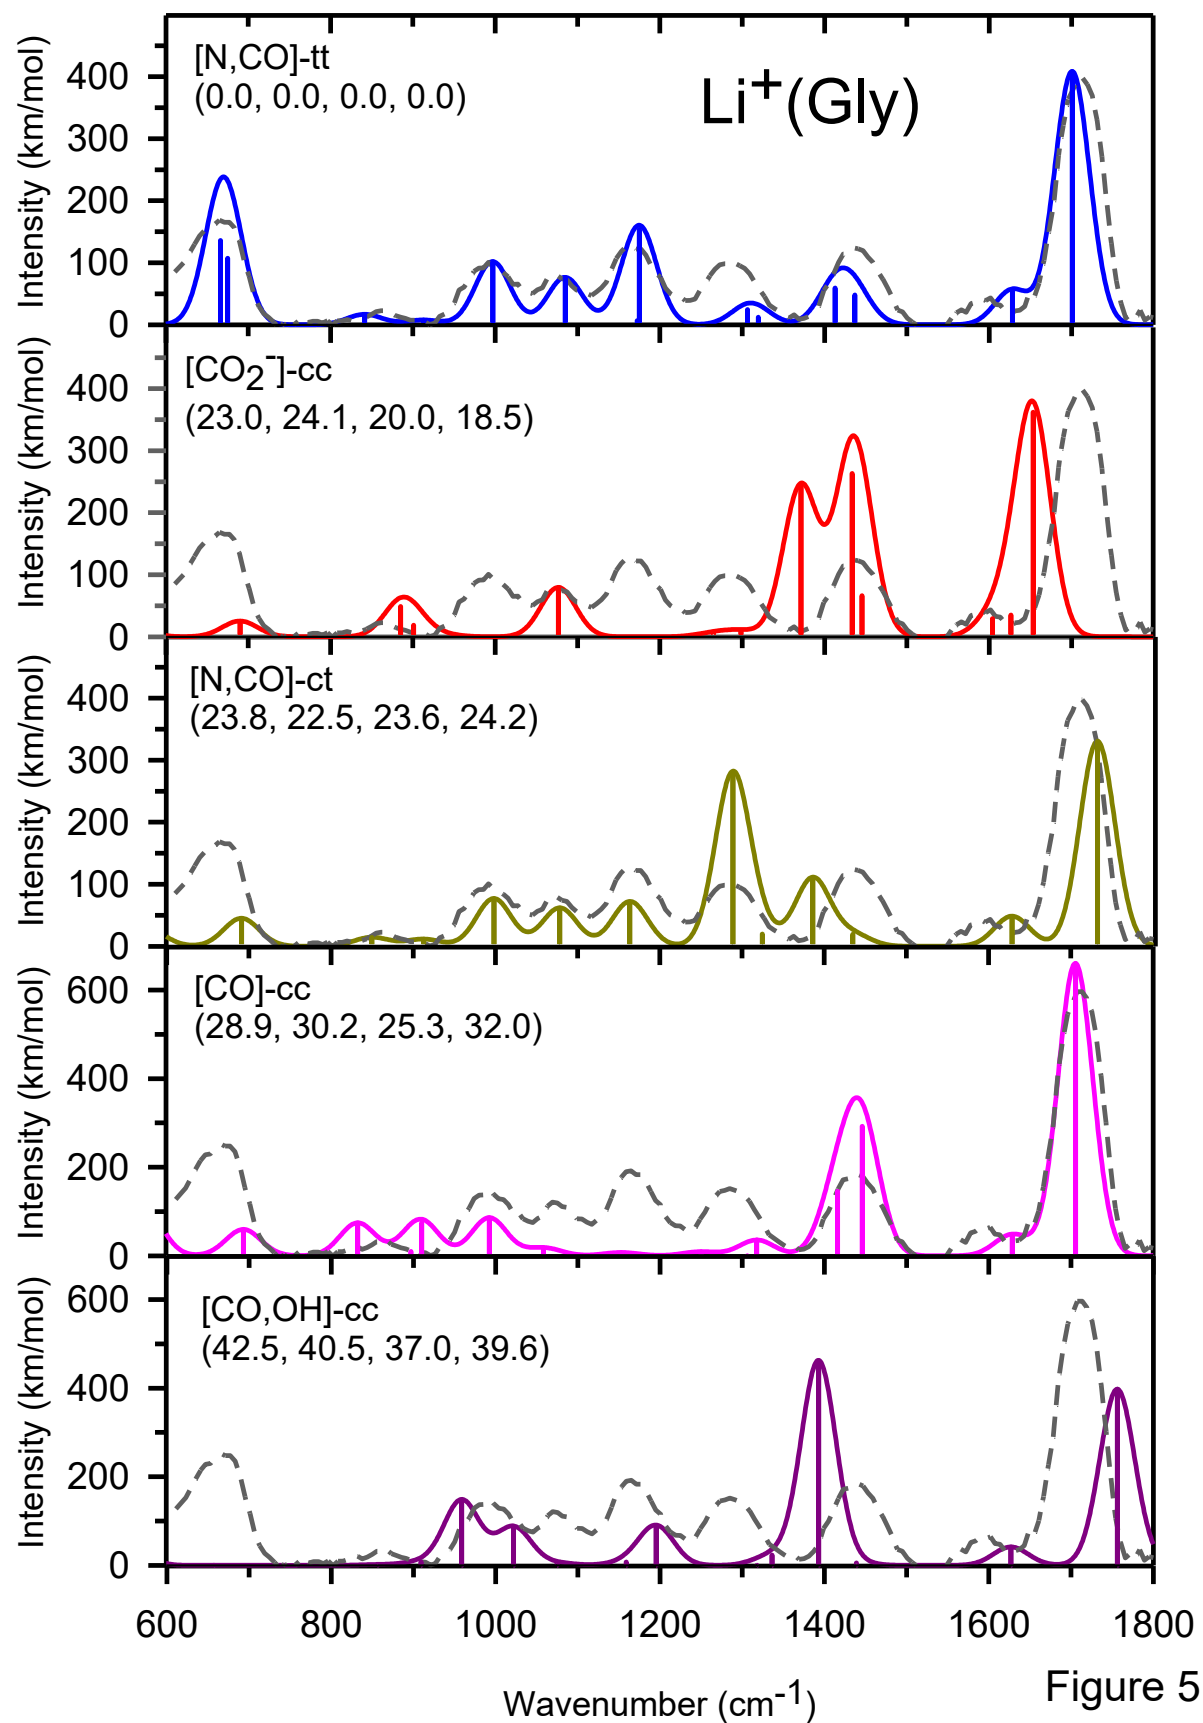 [N,CO]-tt
(0.0, 0.0, 0.0, 0.0)
Li⁺(Gly)
Intensity (km/mol)
400
300
200
100
0
[CO₂⁻]-cc
(23.0, 24.1, 20.0, 18.5)
Intensity (km/mol)
400
300
200
100
0
[N,CO]-ct
(23.8, 22.5, 23.6, 24.2)
Intensity (km/mol)
400
300
200
100
0
[CO]-cc
(28.9, 30.2, 25.3, 32.0)
Intensity (km/mol)
600
400
200
0
[CO,OH]-cc
(42.5, 40.5, 37.0, 39.6)
Intensity (km/mol)
600
400
200
0
600 800 1000 1200 1400 1600 1800
Wavenumber (cm⁻¹)
Figure 5